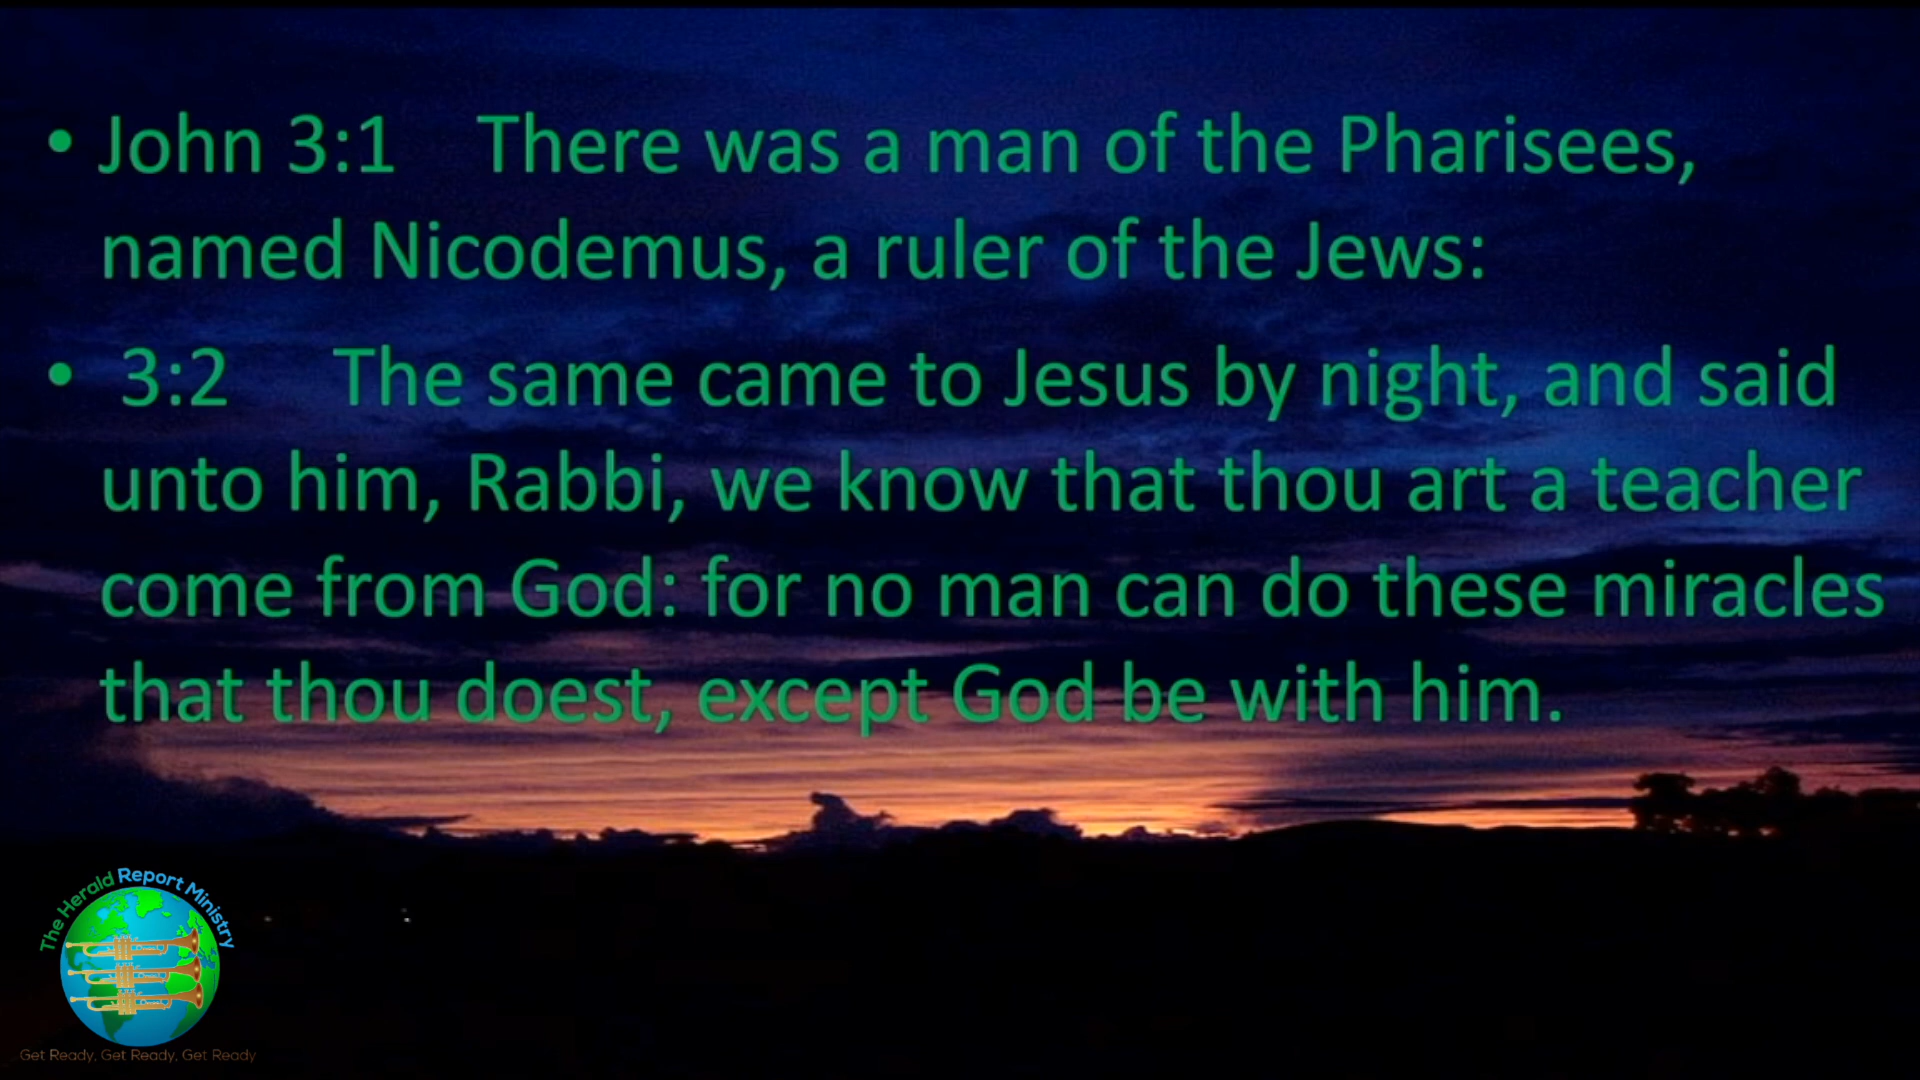 • John 3:1 There was a man of the Pharisees,
named Nicodemus, a ruler of the Jews:
• 3:2 The same came to Jesus by night, and said
unto him, Rabbi, we know that thou art a teacher
come from God: for no man can do these miracles
that thou doest, except God be with him.
The Herald Report Ministry
Get Ready, Get Ready, Get Ready